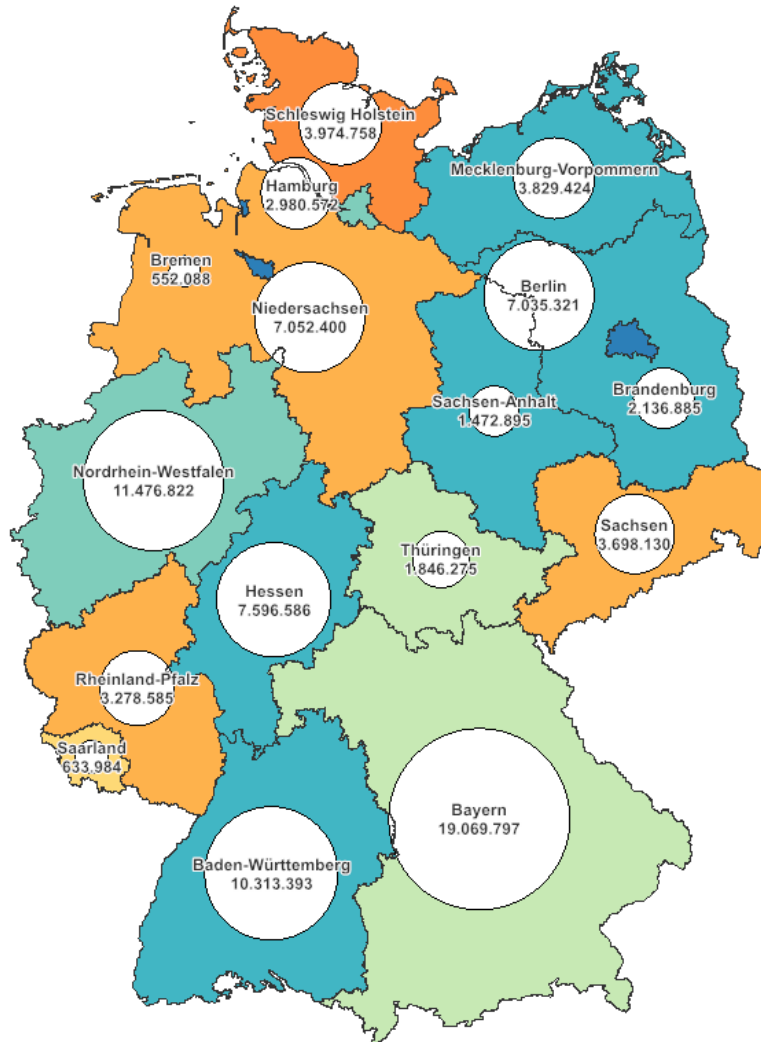 Schleswig Holstein
3.974.758
Mecklenburg-Vorpommern
3.829.424
Hamburg
2.980.572
Bremen
552.088
Berlin
7.035.321
Niedersachsen
7.052.400
Brandenburg
2.136.885
Sachsen-Anhalt
1.472.895
Nordrhein-Westfalen
11.476.822
Sachsen
3.698.130
Thüringen
1.846.275
Hessen
7.596.586
Rheinland-Pfalz
3.278.585
Saarland
633.984
Bayern
19.069.797
Baden-Württemberg
10.313.393